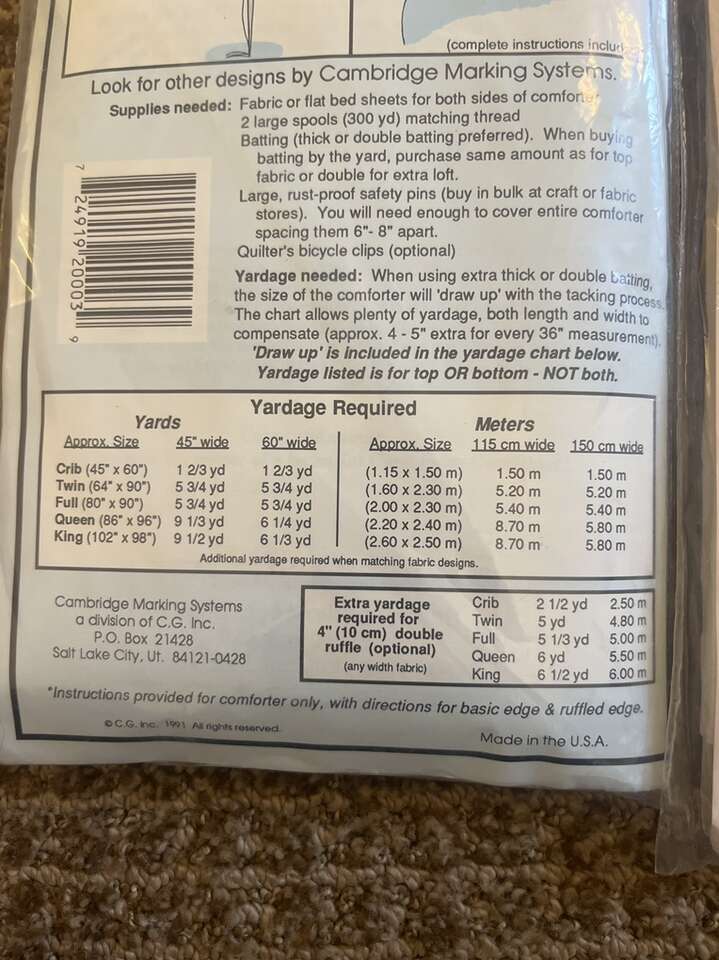 (complete instructions includ
Look for other designs by Cambridge Marking Systems.
Supplies needed: Fabric or flat bed sheets for both sides of comforter
2 large spools (300 yd) matching thread
Batting (thick or double batting preferred). When buying
batting by the yard, purchase same amount as for top
fabric or double for extra loft.
Large, rust-proof safety pins (buy in bulk at craft or fabric
stores). You will need enough to cover entire comforter
spacing them 6"- 8" apart.
Quilter's bicycle clips (optional)
7 24919 20003 9
Yardage needed: When using extra thick or double batting,
the size of the comforter will 'draw up' with the tacking process.
The chart allows plenty of yardage, both length and width to
compensate (approx. 4 - 5" extra for every 36" measurement).
'Draw up' is included in the yardage chart below.
Yardage listed is for top OR bottom - NOT both.
Yardage Required
Yards Meters
Approx. Size 45" wide 60" wide Approx. Size 115 cm wide 150 cm wide
Crib (45" x 60") 1 2/3 yd 1 2/3 yd (1.15 x 1.50 m) 1.50 m 1.50 m
Twin (64" x 90") 5 3/4 yd 5 3/4 yd (1.60 x 2.30 m) 5.20 m 5.20 m
Full (80" x 90") 5 3/4 yd 5 3/4 yd (2.00 x 2.30 m) 5.40 m 5.40 m
Queen (86" x 96") 9 1/3 yd 6 1/4 yd (2.20 x 2.40 m) 8.70 m 5.80 m
King (102" x 98") 9 1/2 yd 6 1/3 yd (2.60 x 2.50 m) 8.70 m 5.80 m
Additional yardage required when matching fabric designs.
Cambridge Marking Systems
a division of C.G. Inc.
P.O. Box 21428
Salt Lake City, Ut. 84121-0428
Extra yardage
required for
4" (10 cm) double
ruffle (optional)
(any width fabric)
Crib 2 1/2 yd 2.50 m
Twin 5 yd 4.80 m
Full 5 1/3 yd 5.00 m
Queen 6 yd 5.50 m
King 6 1/2 yd 6.00 m
*Instructions provided for comforter only, with directions for basic edge & ruffled edge.
© C.G. Inc. 1991 All rights reserved.
Made in the U.S.A.